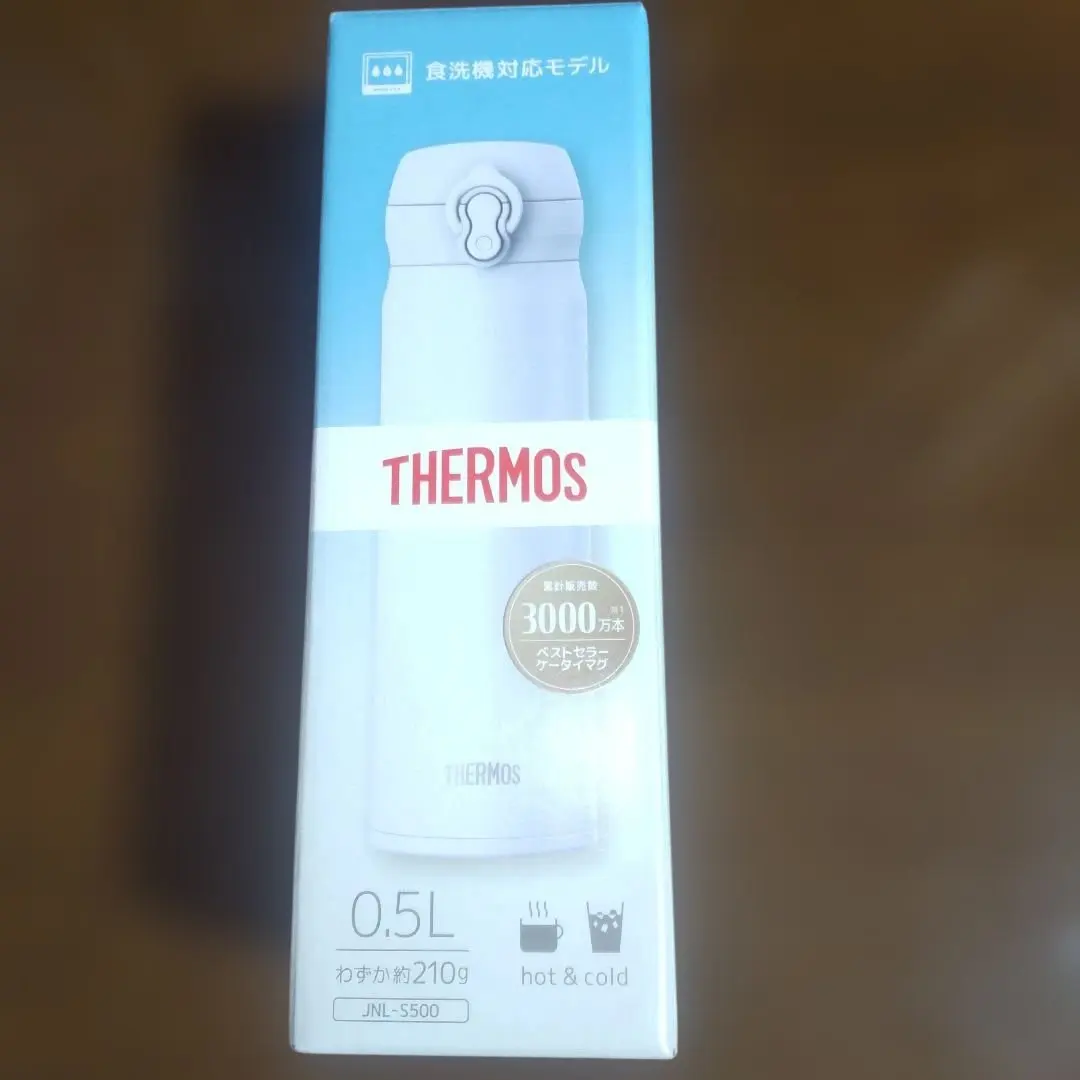 食洗機対応モデル
THERMOS
累計販売数
3000万本 ※1
ベストセラー
ケータイマグ
THERMOS
0.5L
わずか約210g
JNL-S500
hot & cold